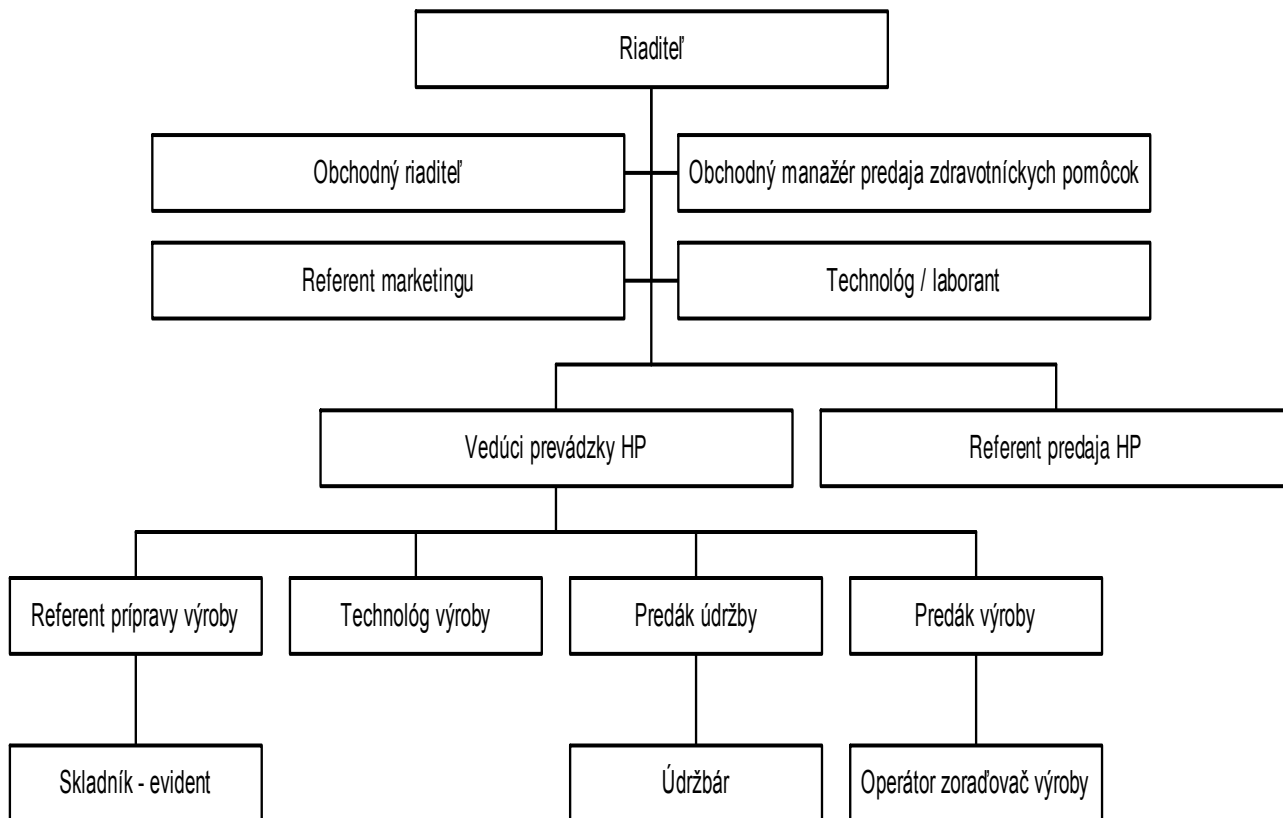 Riaditeľ
Obchodný riaditeľ
Obchodný manažér predaja zdravotníckych pomôcok
Referent marketingu
Technológ / laborant
Vedúci prevádzky HP
Referent predaja HP
Referent prípravy výroby
Technológ výroby
Predák údržby
Predák výroby
Skladník - evident
Údržbár
Operátor zoraďovač výroby